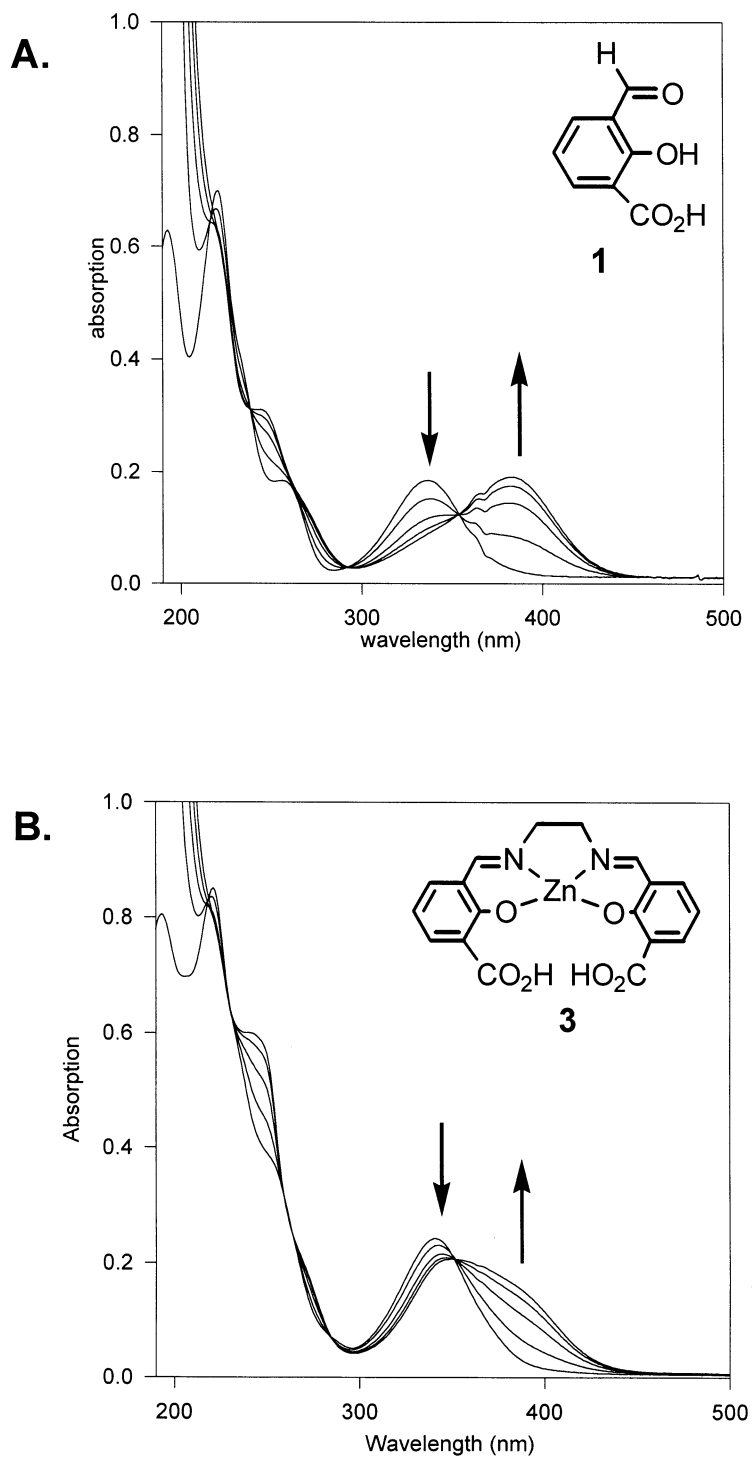 A.
1.0
0.8
0.6
0.4
0.2
0.0
absorption
200 300 400 500
wavelength (nm)
H
O
OH
CO₂H
1
B.
1.0
0.8
0.6
0.4
0.2
0.0
Absorption
200 300 400 500
Wavelength (nm)
N N
Zn
O O
CO₂H HO₂C
3